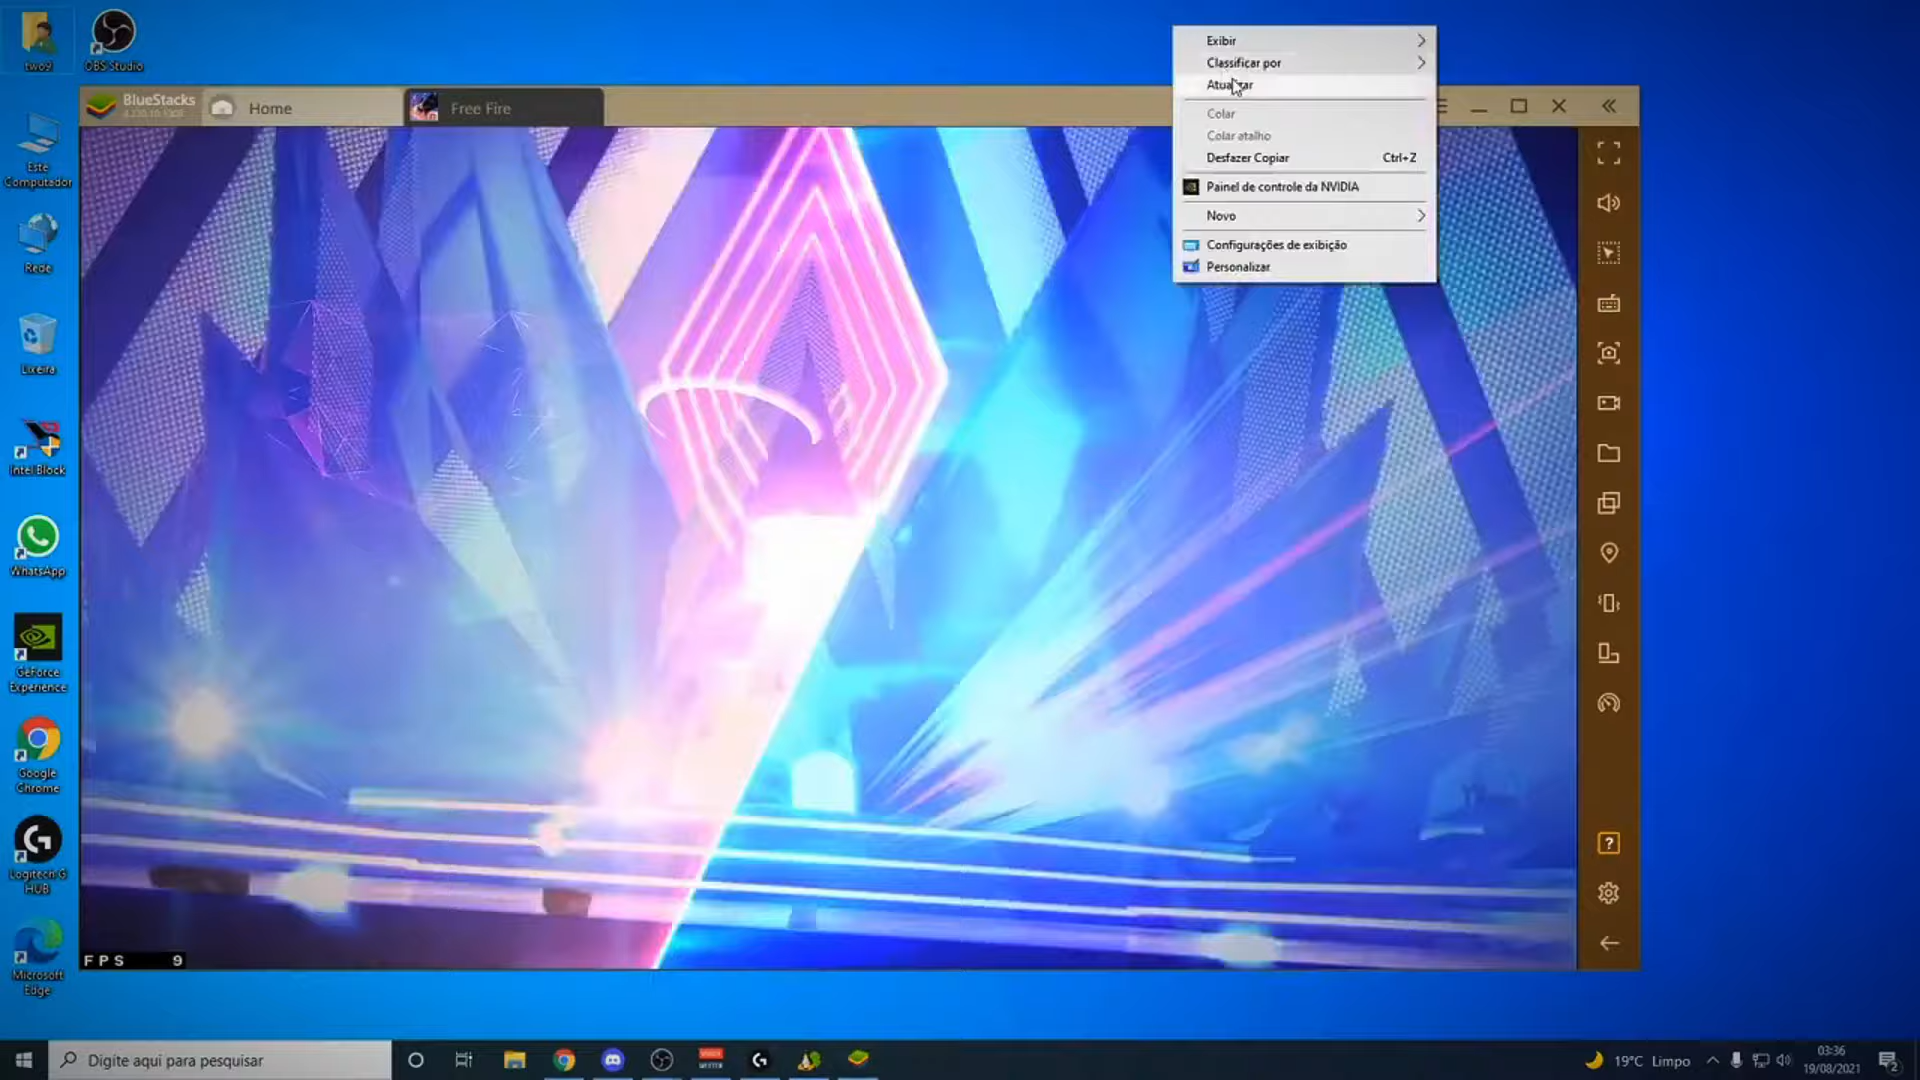 two9
OBS Studio
Este
Computador
Rede
Lixeira
Intel Block
WhatsApp
GeForce
Experience
Google
Chrome
Logitech G
HUB
Microsoft
Edge
BlueStacks
Home
Free Fire
Exibir
Classificar por
Colar
Colar atalho
Desfazer Copiar Ctrl+Z
Painel de controle da NVIDIA
Novo
Configurações de exibição
Personalizar
?
FPS 9
Digite aqui para pesquisar
19°C Limpo
03:36
19/08/2021
2